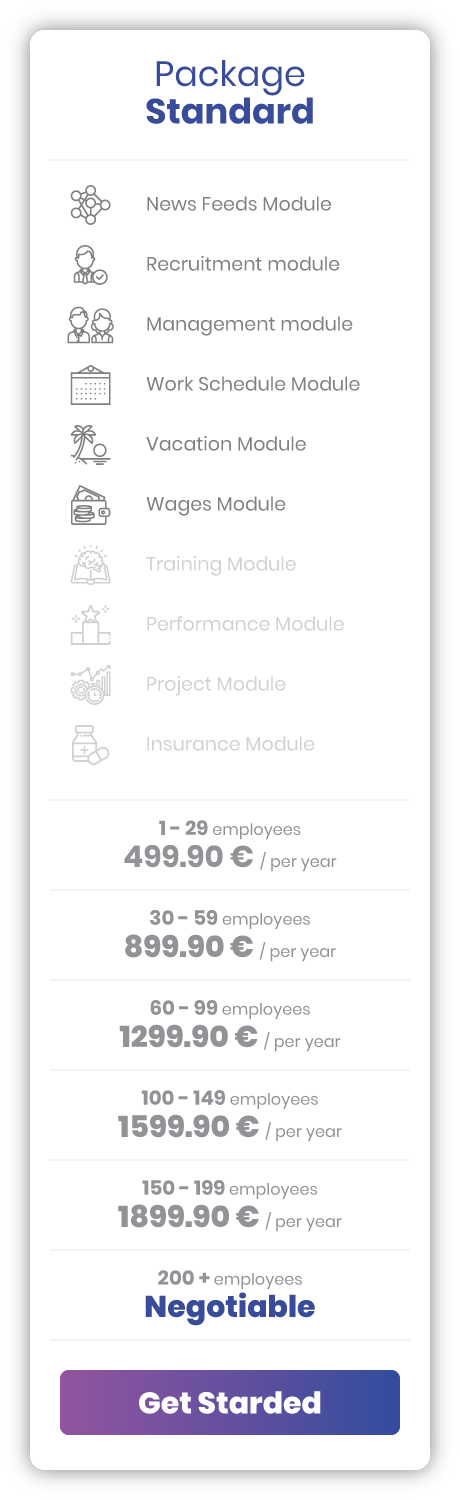 Package
Standard
News Feeds Module
Recruitment module
Management module
Work Schedule Module
Vacation Module
Wages Module
Training Module
Performance Module
Project Module
Insurance Module
1 - 29 employees
499.90 € / per year
30 - 59 employees
899.90 € / per year
60 - 99 employees
1299.90 € / per year
100 - 149 employees
1599.90 € / per year
150 - 199 employees
1899.90 € / per year
200 + employees
Negotiable
Get Starded